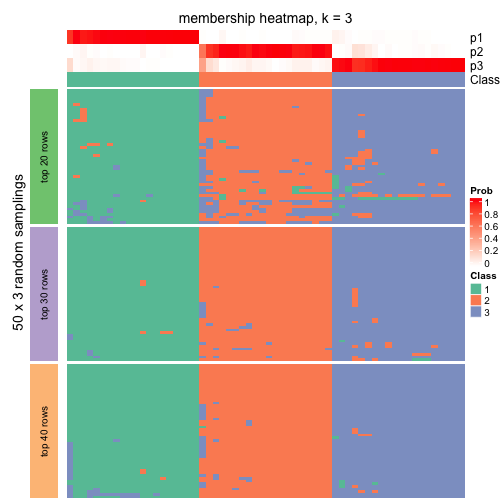 membership heatmap, k = 3
p1
p2
p3
Class
50 x 3 random samplings
top 20 rows
top 30 rows
top 40 rows
Prob
1
0.8
0.6
0.4
0.2
0
Class
1
2
3